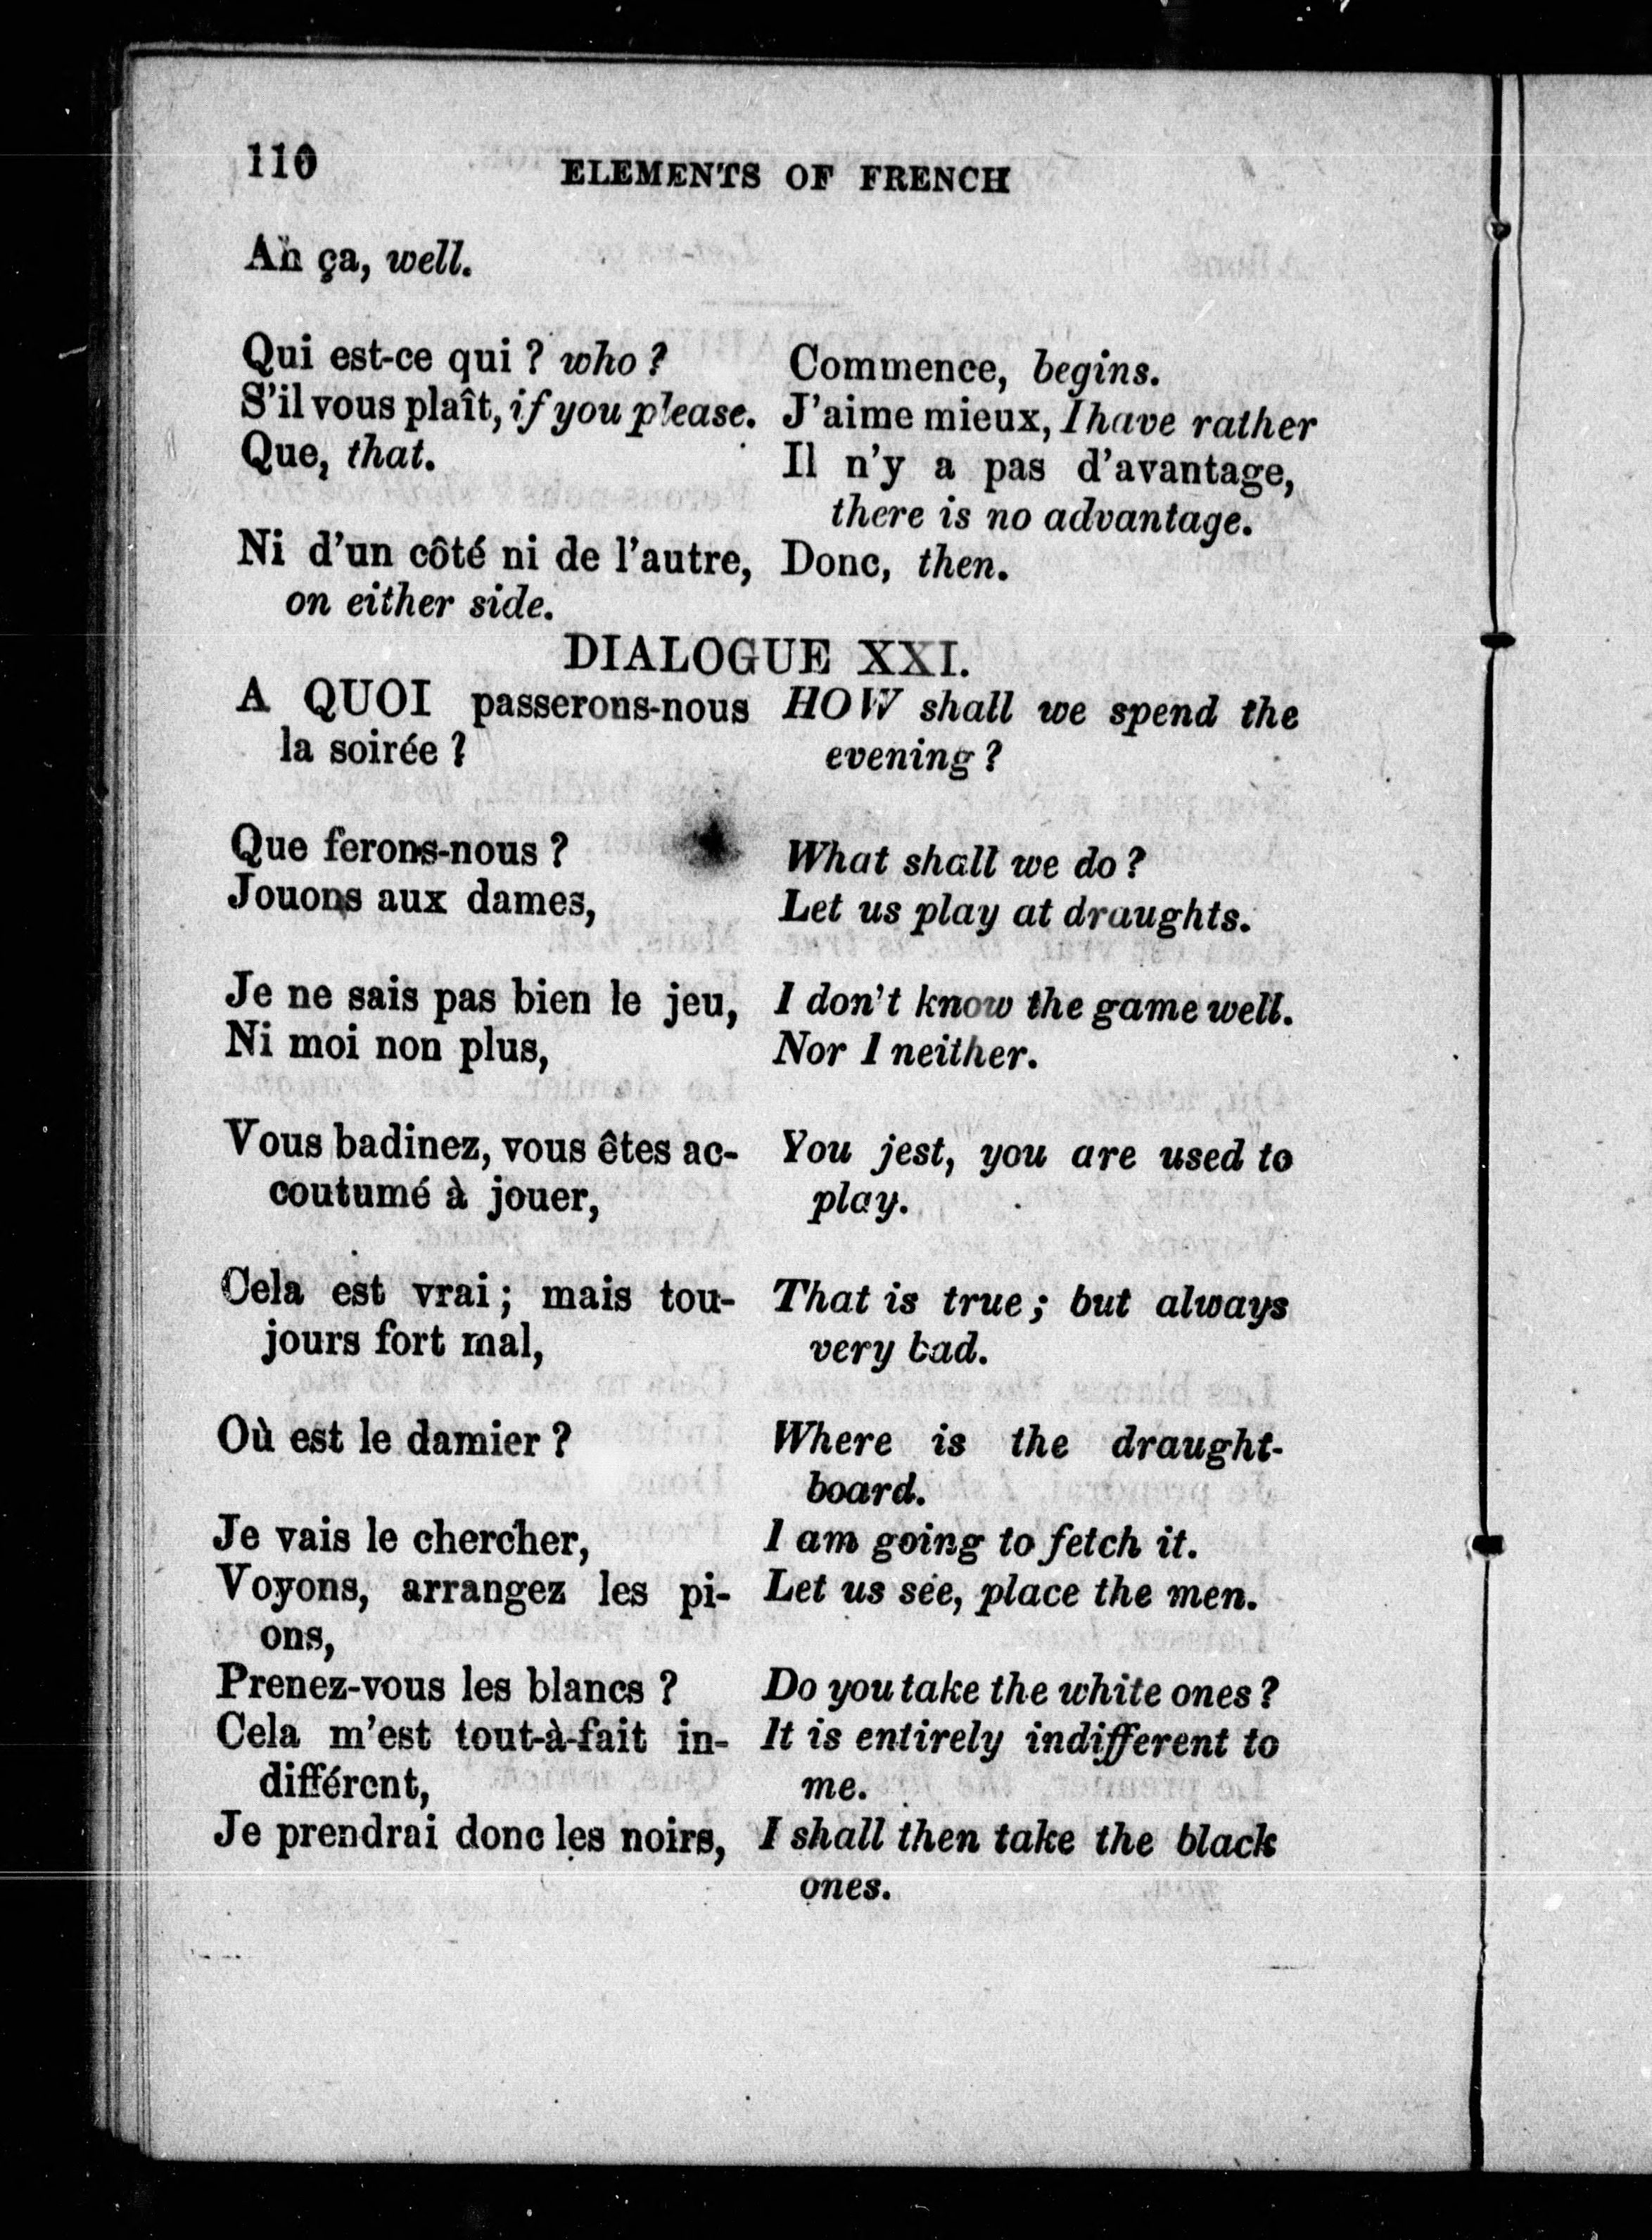 110 ELEMENTS OF FRENCH
Ah ça, well.
Qui est-ce qui ? who ? Commence, begins.
S'il vous plaît, if you please. J'aime mieux, I have rather
Que, that. Il n'y a pas d'avantage,
there is no advantage.
Ni d'un côté ni de l'autre, Donc, then.
on either side.
DIALOGUE XXI.
A QUOI passerons-nous HOW shall we spend the
la soirée ? evening ?
Que ferons-nous ? What shall we do ?
Jouons aux dames, Let us play at draughts.
Je ne sais pas bien le jeu, I don't know the game well.
Ni moi non plus, Nor I neither.
Vous badinez, vous êtes ac- You jest, you are used to
coutumé à jouer, play.
Cela est vrai ; mais tou- That is true ; but always
jours fort mal, very bad.
Où est le damier ? Where is the draught-
board.
Je vais le chercher, I am going to fetch it.
Voyons, arrangez les pi- Let us see, place the men.
ons,
Prenez-vous les blancs ? Do you take the white ones ?
Cela m'est tout-à-fait in- It is entirely indifferent to
différent, me.
Je prendrai donc les noirs, I shall then take the black
ones.